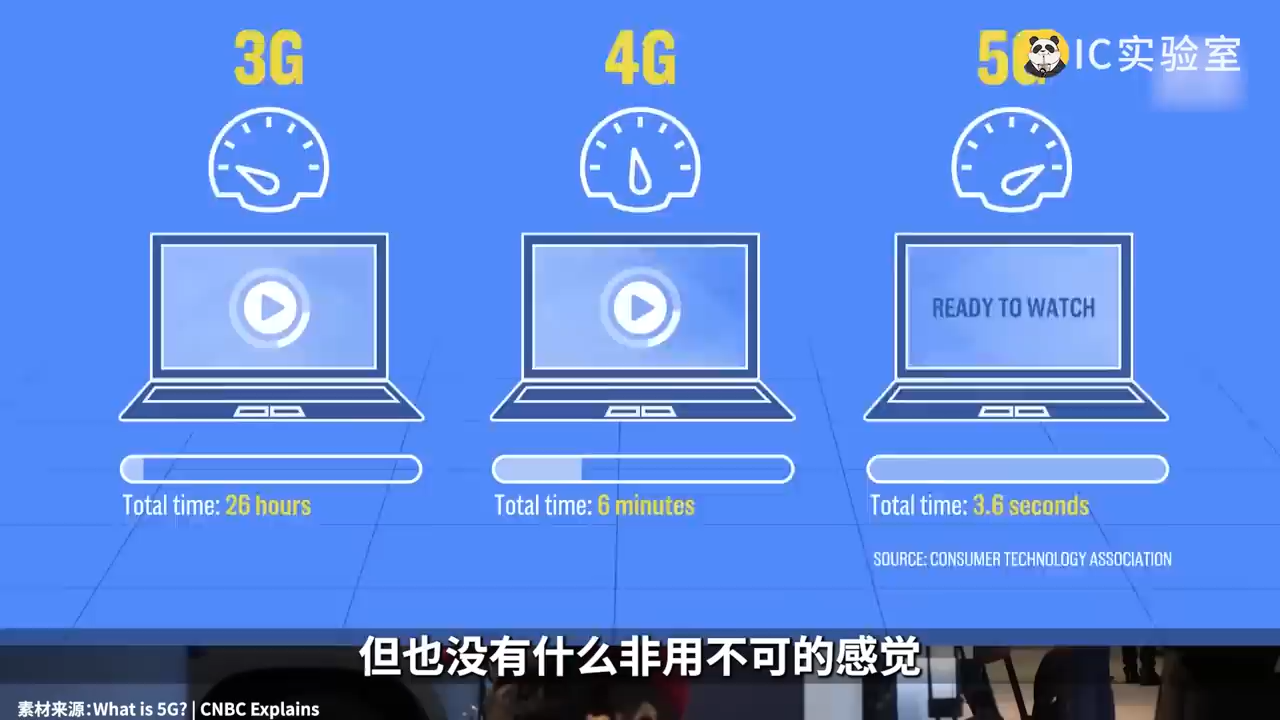 3G
4G
5G
IC实验室
READY TO WATCH
Total time: 26 hours
Total time: 6 minutes
Total time: 3.6 seconds
SOURCE: CONSUMER TECHNOLOGY ASSOCIATION
但也没有什么非用不可的感觉
素材来源:What is 5G? | CNBC Explains